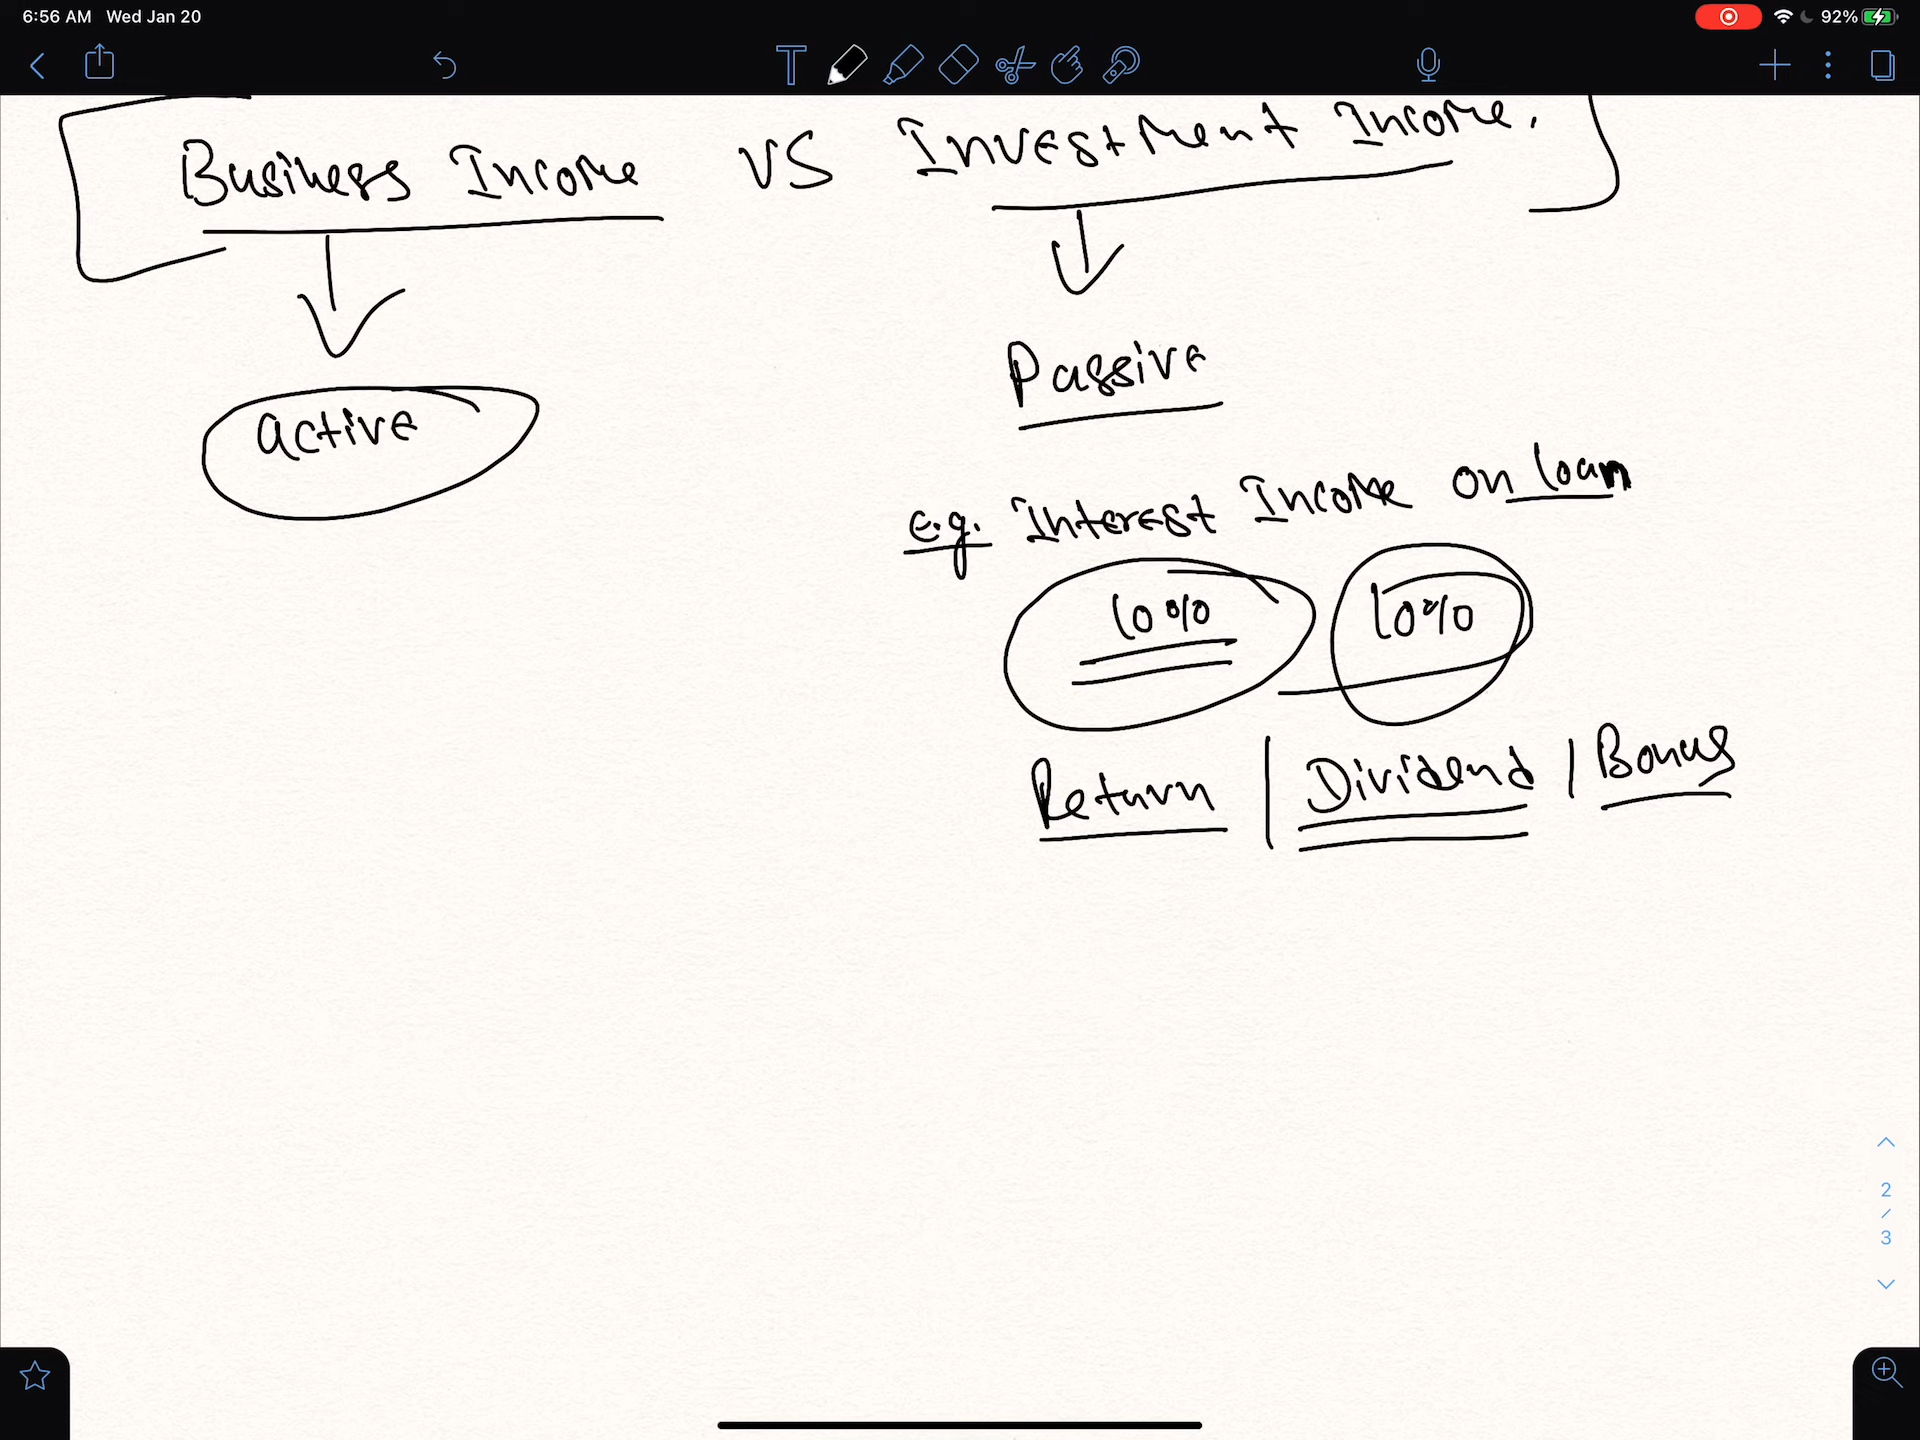 6:56 AM Wed Jan 20
92%
T
Business Income vs Investment Income.
Passive
active
e.g. Interest Income on loan
10% 10%
Return | Dividend | Bonus
2
/
3